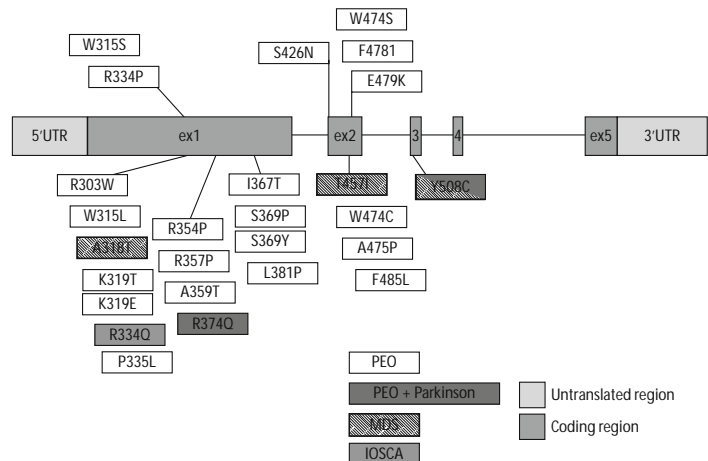 W474S
W315S
S426N
F4781
R334P
E479K
5'UTR
ex1
ex2
3
4
ex5
3'UTR
R303W
I367T
T457I
Y508C
W315L
R354P
S369P
W474C
A318T
S369Y
A475P
K319T
R357P
L381P
F485L
K319E
A359T
R334Q
R374Q
P335L
PEO
PEO + Parkinson
Untranslated region
MDS
Coding region
IOSCA